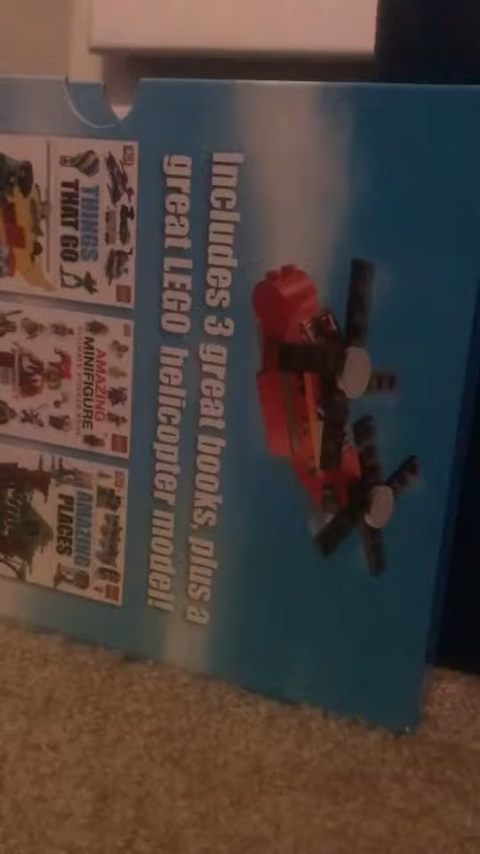 Includes 3 great books, plus a
great LEGO helicopter model!
THINGS
THAT GO
AMAZING
MINIFIGURE
AMAZING
PLACES